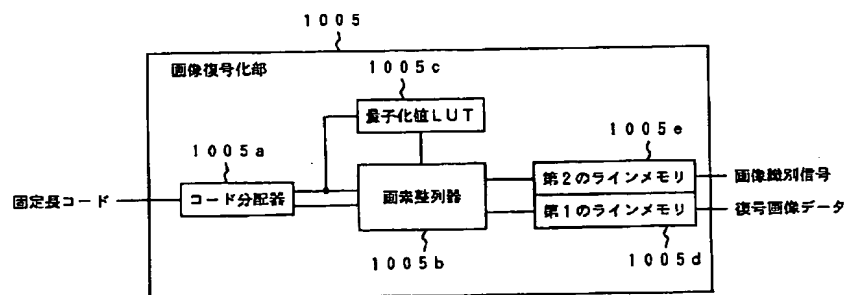 1005
画像復号化部
1005c
量子化値LUT
1005a
1005e
固定長コード
コード分配器
画素整列器
第2のラインメモリ
画像識別信号
第1のラインメモリ
復号画像データ
1005b
1005d